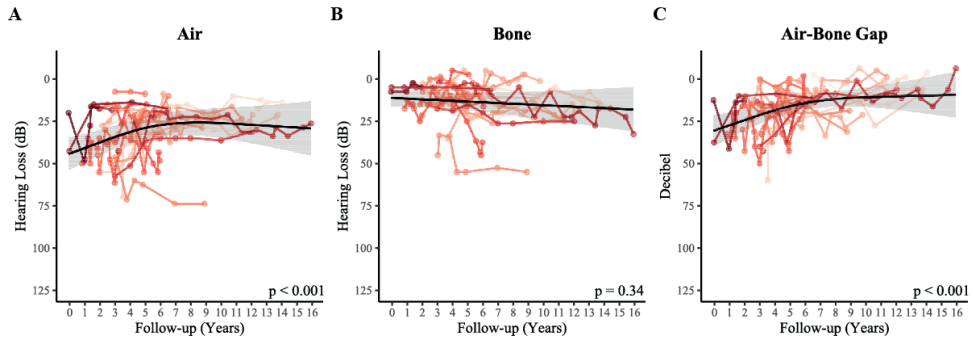 A
Air
Hearing Loss (dB)
0
25
50
75
100
125
0 1 2 3 4 5 6 7 8 9 10 11 12 13 14 15 16
Follow-up (Years)
p < 0.001
B
Bone
Hearing Loss (dB)
0
25
50
75
100
125
0 1 2 3 4 5 6 7 8 9 10 11 12 13 14 15 16
Follow-up (Years)
p = 0.34
C
Air-Bone Gap
Decibel
0
25
50
75
100
125
0 1 2 3 4 5 6 7 8 9 10 11 12 13 14 15 16
Follow-up (Years)
p < 0.001